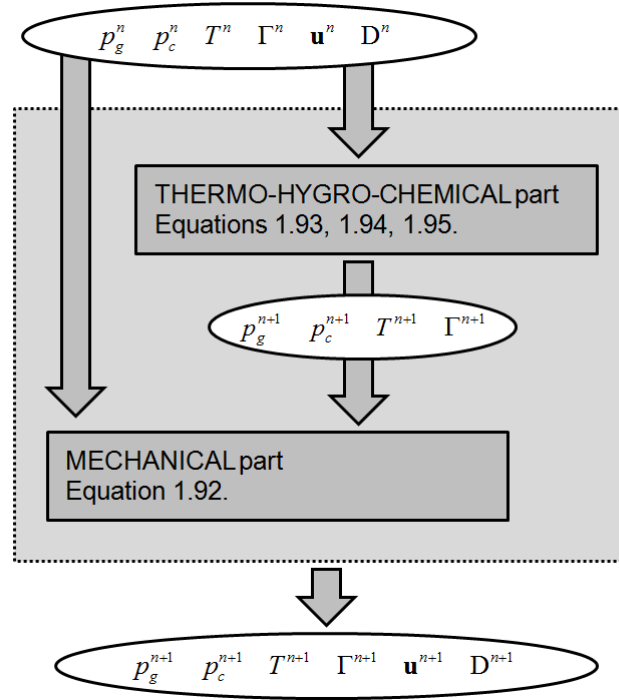 p_g^n p_c^n T^n Γ^n u^n D^n
THERMO-HYGRO-CHEMICAL part
Equations 1.93, 1.94, 1.95.
p_g^{n+1} p_c^{n+1} T^{n+1} Γ^{n+1}
MECHANICAL part
Equation 1.92.
p_g^{n+1} p_c^{n+1} T^{n+1} Γ^{n+1} u^{n+1} D^{n+1}